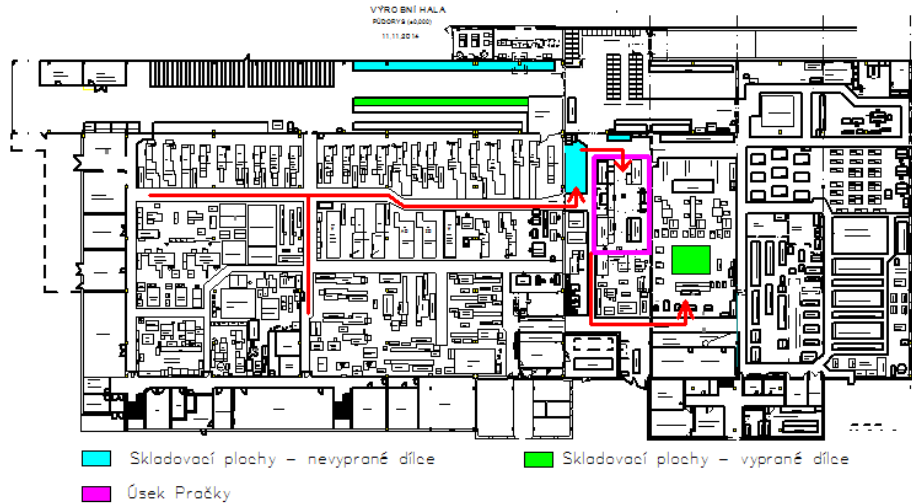 VÝROBNÍ HALA
PŮDORYS (±0,000)
11.11.2014
Skladovací plochy – nevyprané dílce
Skladovací plochy – vyprané dílce
Úsek Pračky